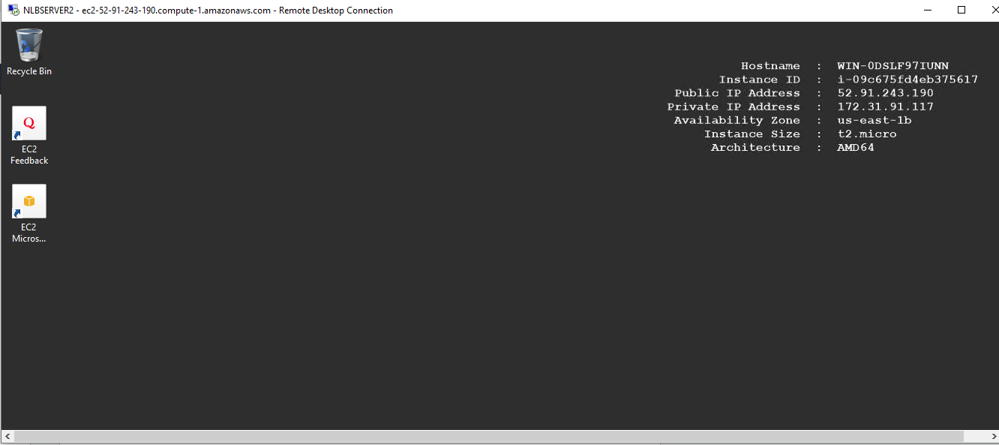 NLBSERVER2 - ec2-52-91-243-190.compute-1.amazonaws.com - Remote Desktop Connection
Recycle Bin
Q
EC2
Feedback
EC2
Micros...
Hostname : WIN-0DSLF97IUNN
Instance ID : i-09c675fd4eb375617
Public IP Address : 52.91.243.190
Private IP Address : 172.31.91.117
Availability Zone : us-east-1b
Instance Size : t2.micro
Architecture : AMD64